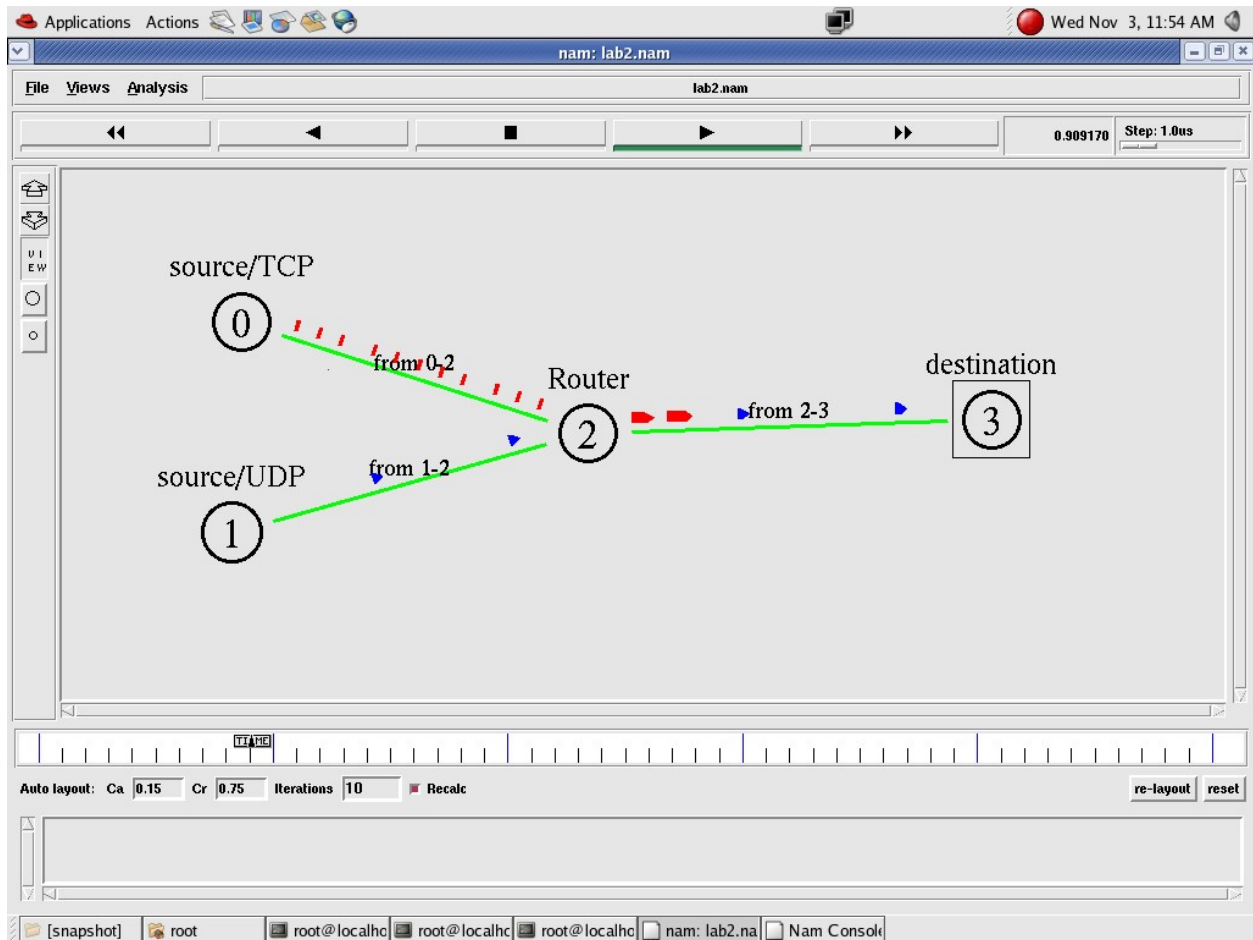 Applications Actions
Wed Nov 3, 11:54 AM
nam: lab2.nam
File Views Analysis
lab2.nam
0.909170
Step: 1.0us
VI
EW
source/TCP
0
from 0-2
Router
2
destination
from 2-3
3
source/UDP
from 1-2
1
TIME
Auto layout: Ca 0.15 Cr 0.75 Iterations 10 Recalc
re-layout reset
[snapshot] root root@localhc root@localhc root@localhc nam: lab2.na Nam Console